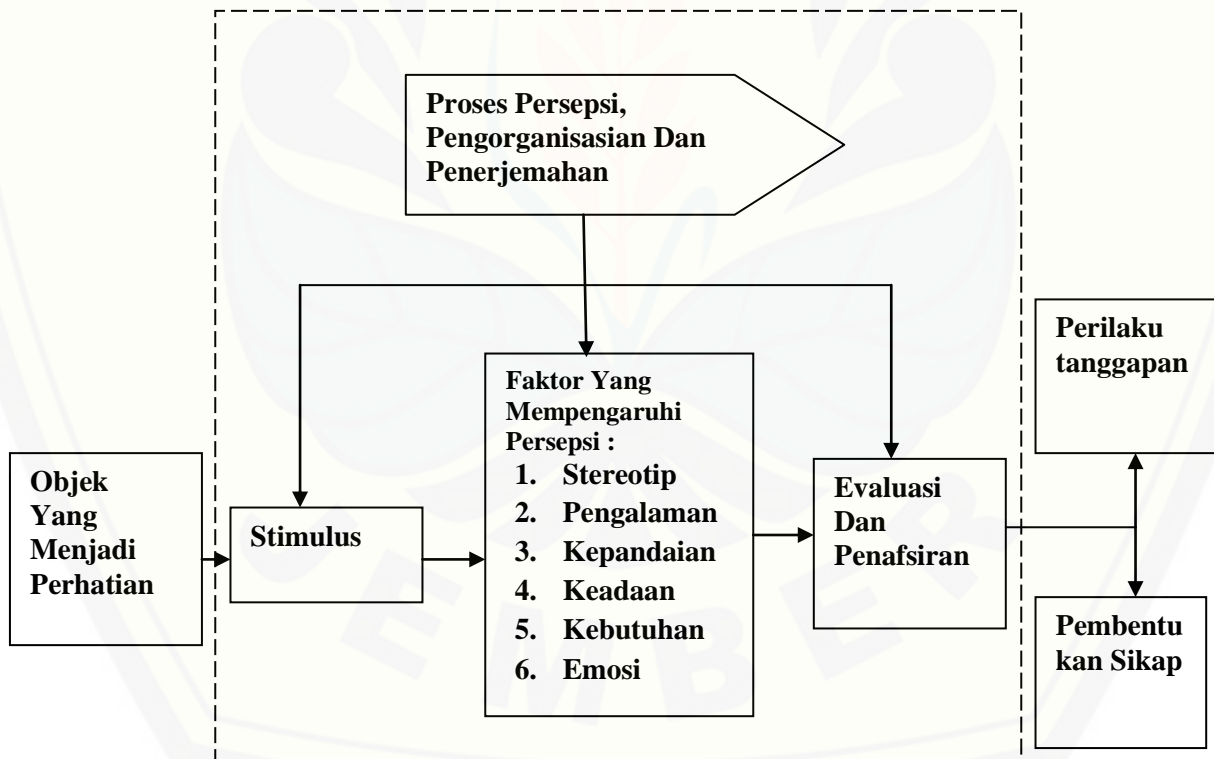 Proses Persepsi,
Pengorganisasian Dan
Penerjemahan
Objek
Yang
Menjadi
Perhatian
Stimulus
Faktor Yang
Mempengaruhi
Persepsi :
1. Stereotip
2. Pengalaman
3. Kepandaian
4. Keadaan
5. Kebutuhan
6. Emosi
Evaluasi
Dan
Penafsiran
Perilaku
tanggapan
Pembentu
kan Sikap
JEMBER